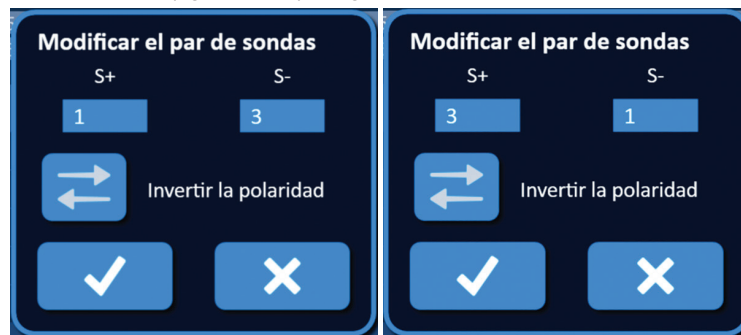 Modificar el par de sondas
S+ S-
1 3
Invertir la polaridad
Modificar el par de sondas
S+ S-
3 1
Invertir la polaridad